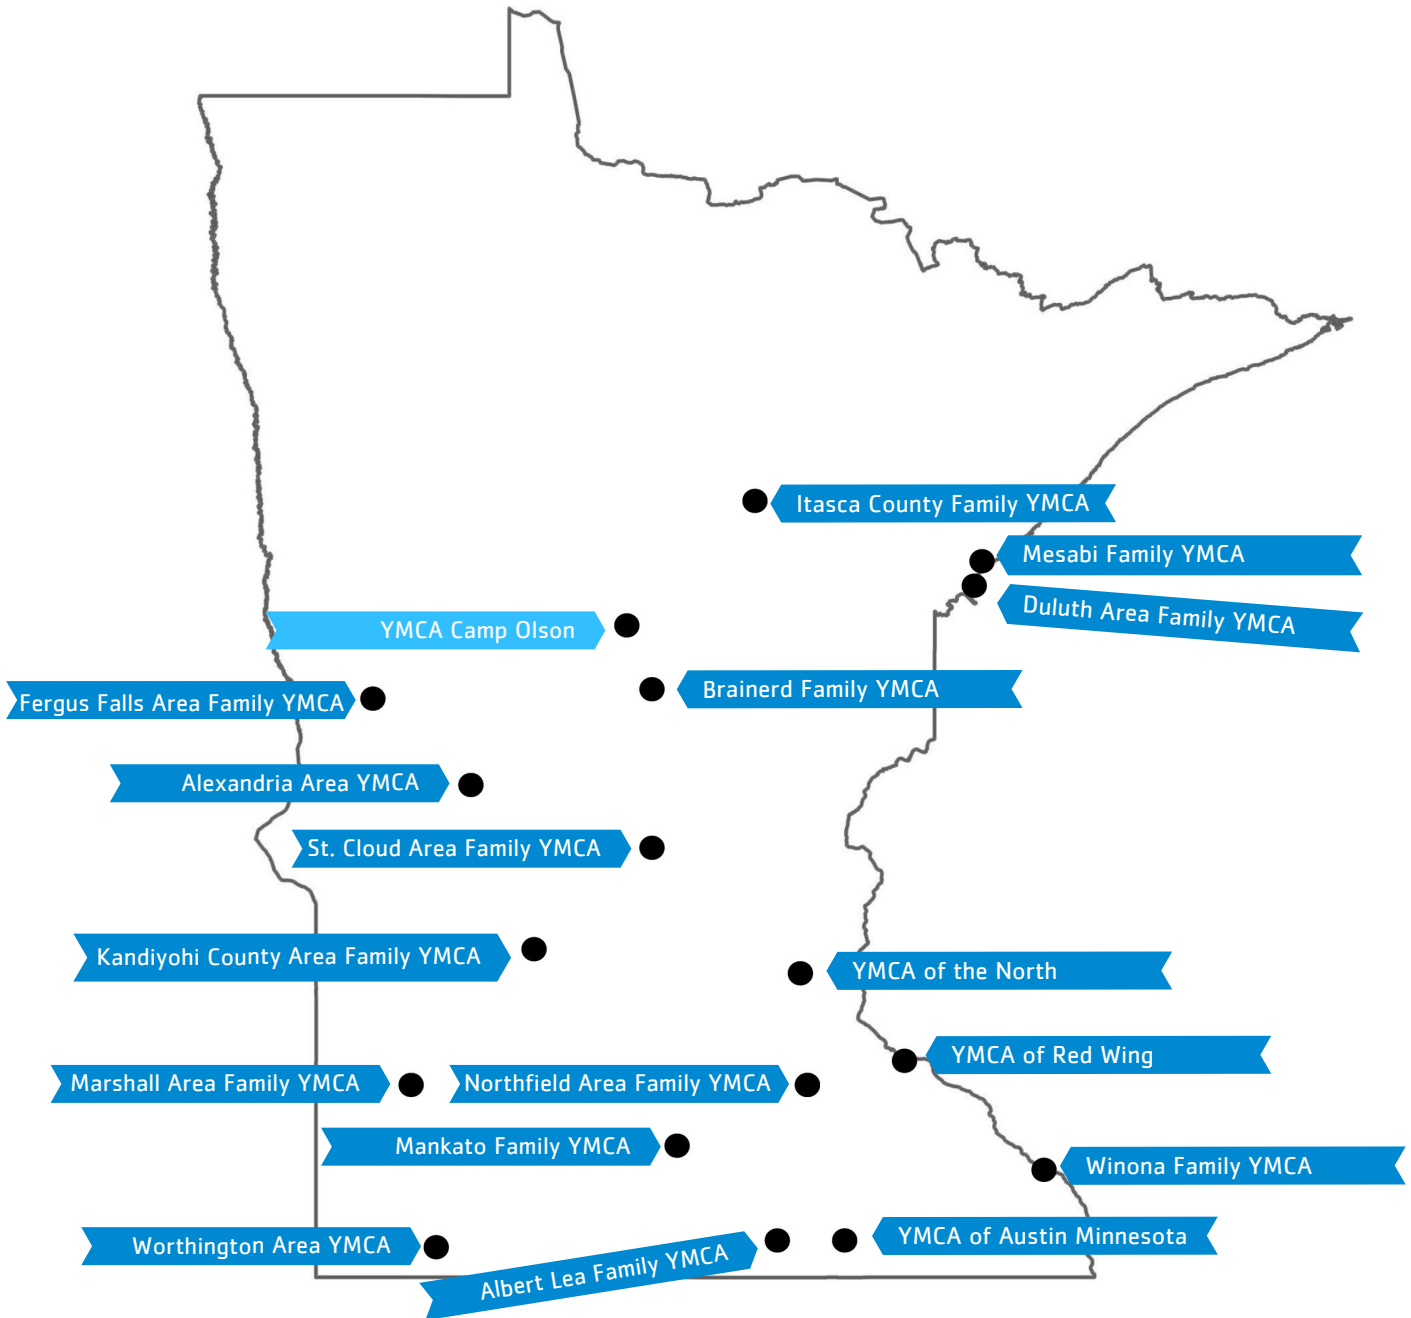 Itasca County Family YMCA
Mesabi Family YMCA
Duluth Area Family YMCA
YMCA Camp Olson
Brainerd Family YMCA
Fergus Falls Area Family YMCA
Alexandria Area YMCA
St. Cloud Area Family YMCA
Kandiyohi County Area Family YMCA
YMCA of the North
YMCA of Red Wing
Marshall Area Family YMCA
Northfield Area Family YMCA
Mankato Family YMCA
Winona Family YMCA
Worthington Area YMCA
Albert Lea Family YMCA
YMCA of Austin Minnesota